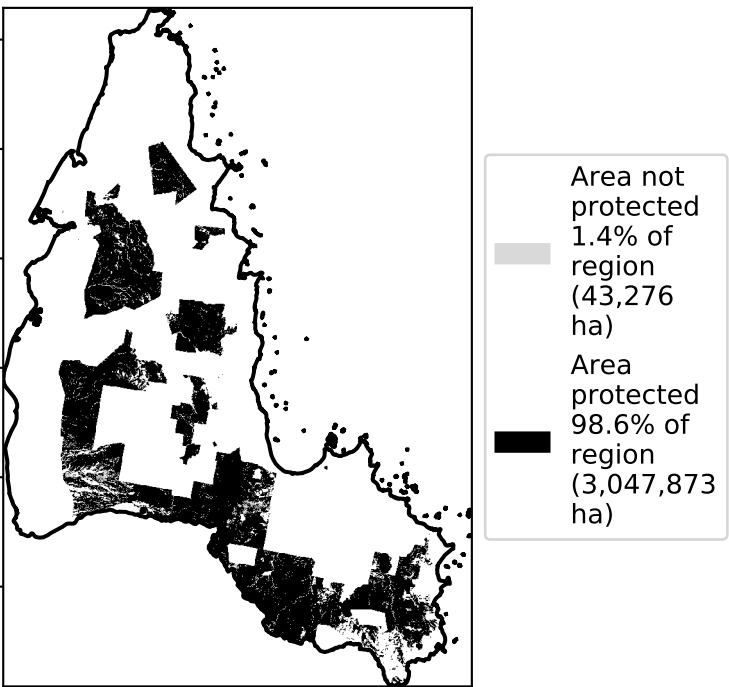 Area not
protected
1.4% of
region
(43,276
ha)
Area
protected
98.6% of
region
(3,047,873
ha)